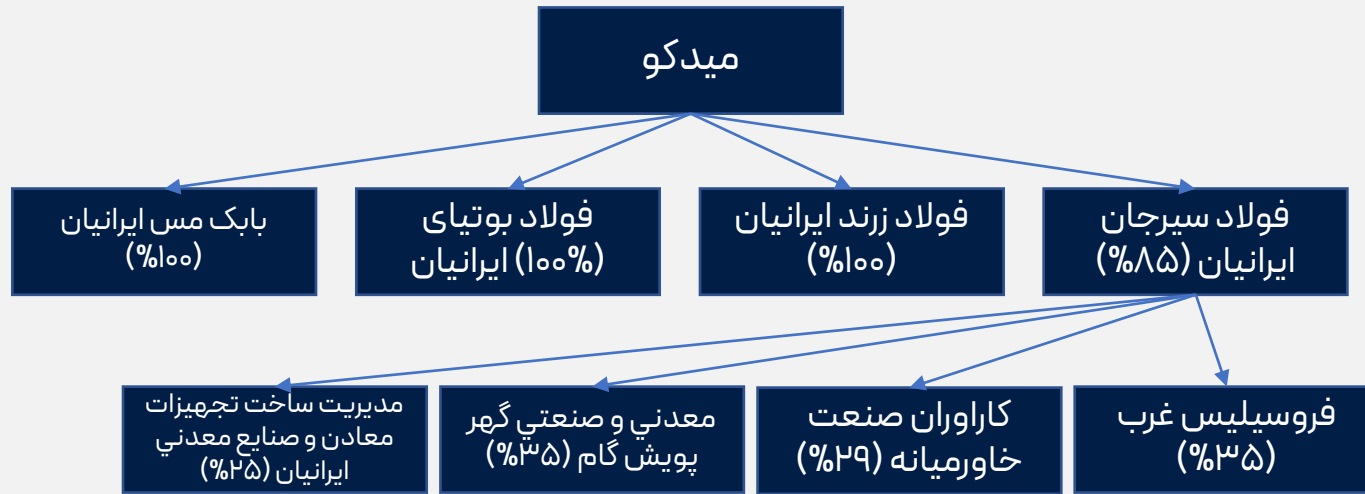 میدکو
فولاد سیرجان
ایرانیان (۸۵%)
فولاد زرند ایرانیان
(۱۰۰%)
فولاد بوتیای
ایرانیان (۱۰۰%)
بابک مس ایرانیان
(۱۰۰%)
فروسیلیس غرب
(۳۵%)
کاراوران صنعت
خاورمیانه (۲۹%)
معدني و صنعتي گهر
پویش گام (۳۵%)
مدیریت ساخت تجهیزات
معادن و صنایع معدني
ایرانیان (۲۵%)